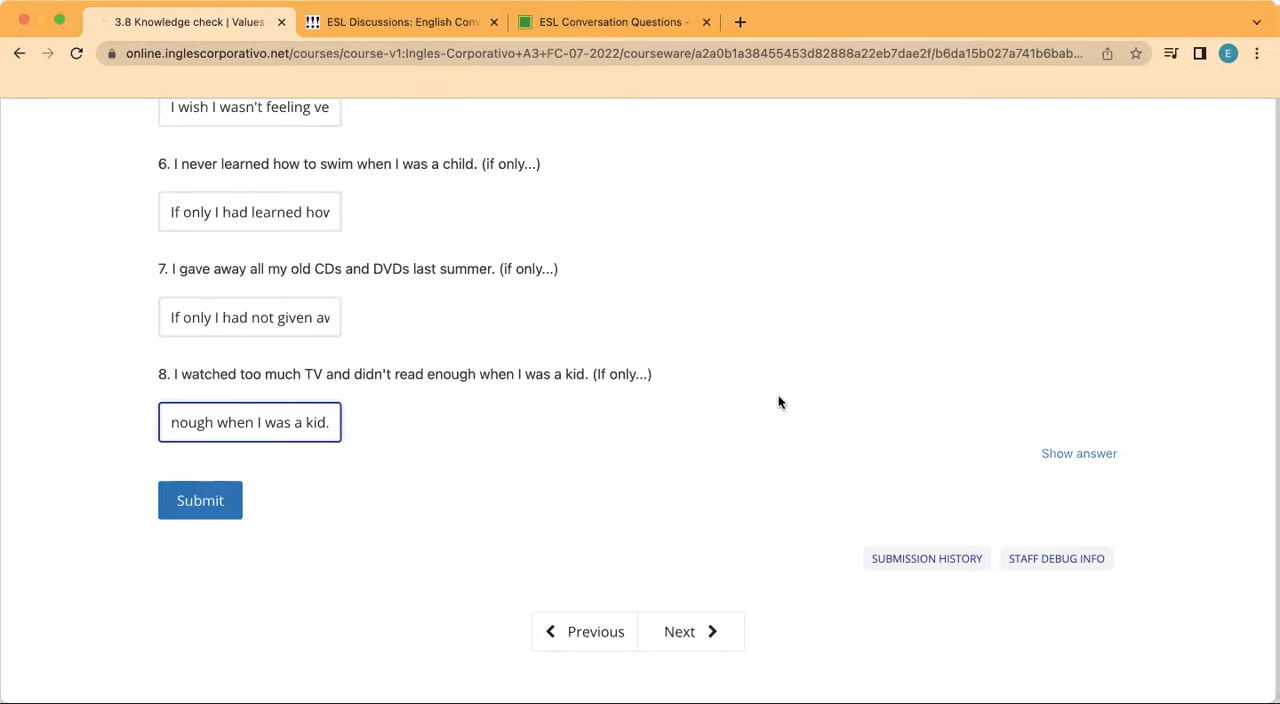 3.8 Knowledge check | Values
ESL Discussions: English Conv
ESL Conversation Questions -
online.inglescorporativo.net/courses/course-v1:Ingles-Corporativo+A3+FC-07-2022/courseware/a2a0b1a38455453d82888a22eb7dae2f/b6da15b027a741b6bab...
E
I wish I wasn't feeling ve
6. I never learned how to swim when I was a child. (if only...)
If only I had learned how
7. I gave away all my old CDs and DVDs last summer. (if only...)
If only I had not given aw
8. I watched too much TV and didn't read enough when I was a kid. (If only...)
nough when I was a kid.
Show answer
Submit
SUBMISSION HISTORY
STAFF DEBUG INFO
Previous
Next